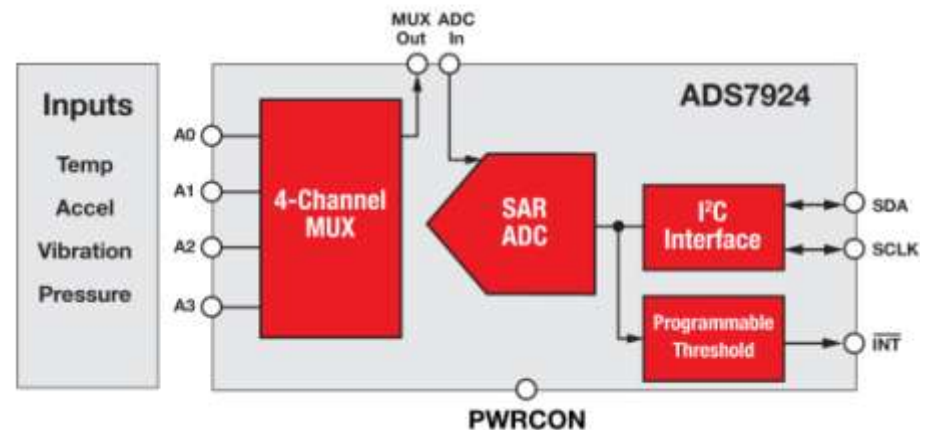 MUX ADC
Out In
ADS7924
Inputs
Temp
Accel
Vibration
Pressure
A0
A1
A2
A3
4-Channel
MUX
SAR
ADC
I²C
Interface
Programmable
Threshold
SDA
SCLK
INT
PWRCON